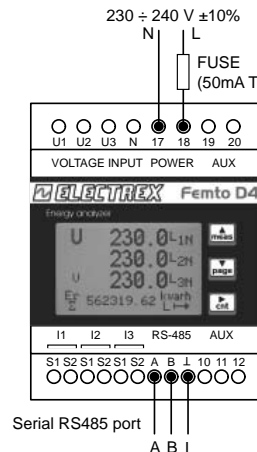 230 ÷ 240 V ±10%
N L
FUSE
(50mA T
U1 U2 U3 N 17 18 19 20
VOLTAGE INPUT POWER AUX
ELECTREX Femto D4
Energy analyzer
meas
page
cnt
U 230.0 L1N
230.0 L2N
U 230.0 L3N
Er Σ 562319.62 kvarh L
I1 I2 I3 RS-485 AUX
S1 S2 S1 S2 S1 S2 A B ⊥ 10 11 12
Serial RS485 port
A B ⊥